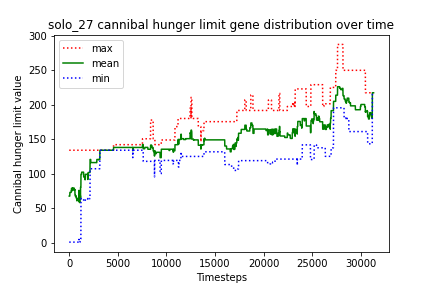 solo_27 cannibal hunger limit gene distribution over time
300
250
200
150
100
50
0
Cannibal hunger limit value
max
mean
min
0 5000 10000 15000 20000 25000 30000
Timesteps